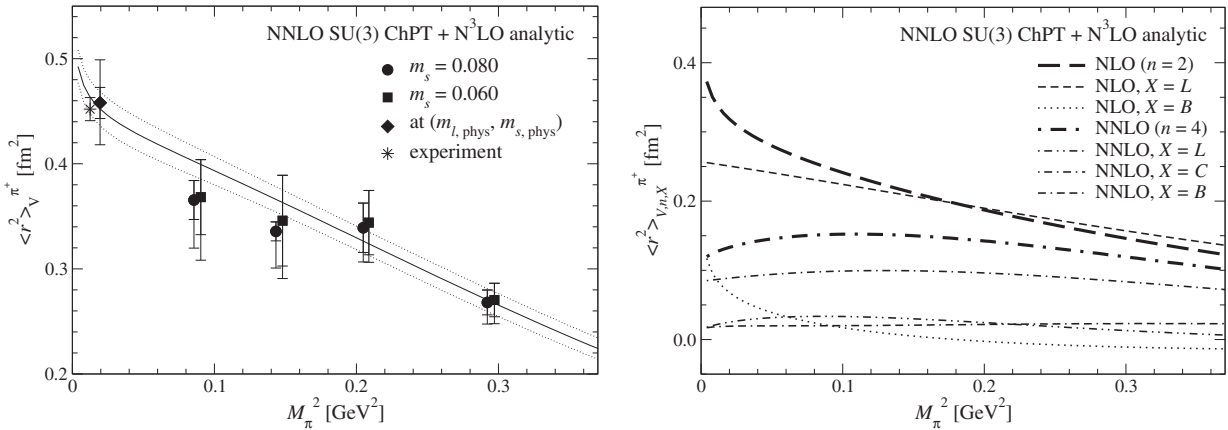 NNLO SU(3) ChPT + N³LO analytic
m_s = 0.080
m_s = 0.060
at (m_l, phys, m_s, phys)
experiment
0.5
0.4
0.3
0.2
<r²>_V^π⁺ [fm²]
0
0.1
0.2
0.3
M_π² [GeV²]
NNLO SU(3) ChPT + N³LO analytic
NLO (n = 2)
NLO, X = L
NLO, X = B
NNLO (n = 4)
NNLO, X = L
NNLO, X = C
NNLO, X = B
0.4
0.2
0.0
<r²>_V,n,X^π⁺ [fm²]
0
0.1
0.2
0.3
M_π² [GeV²]